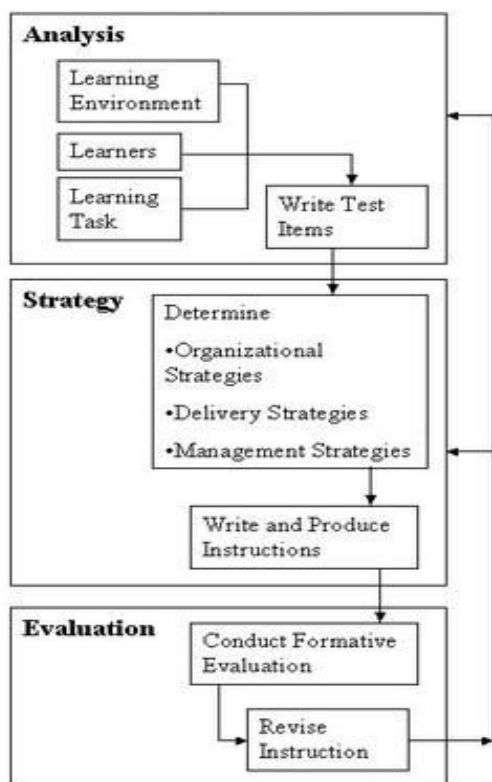 Analysis
Learning
Environment
Learners
Learning
Task
Write Test
Items
Strategy
Determine
•Organizational
Strategies
•Delivery Strategies
•Management Strategies
Write and Produce
Instructions
Evaluation
Conduct Formative
Evaluation
Revise
Instruction